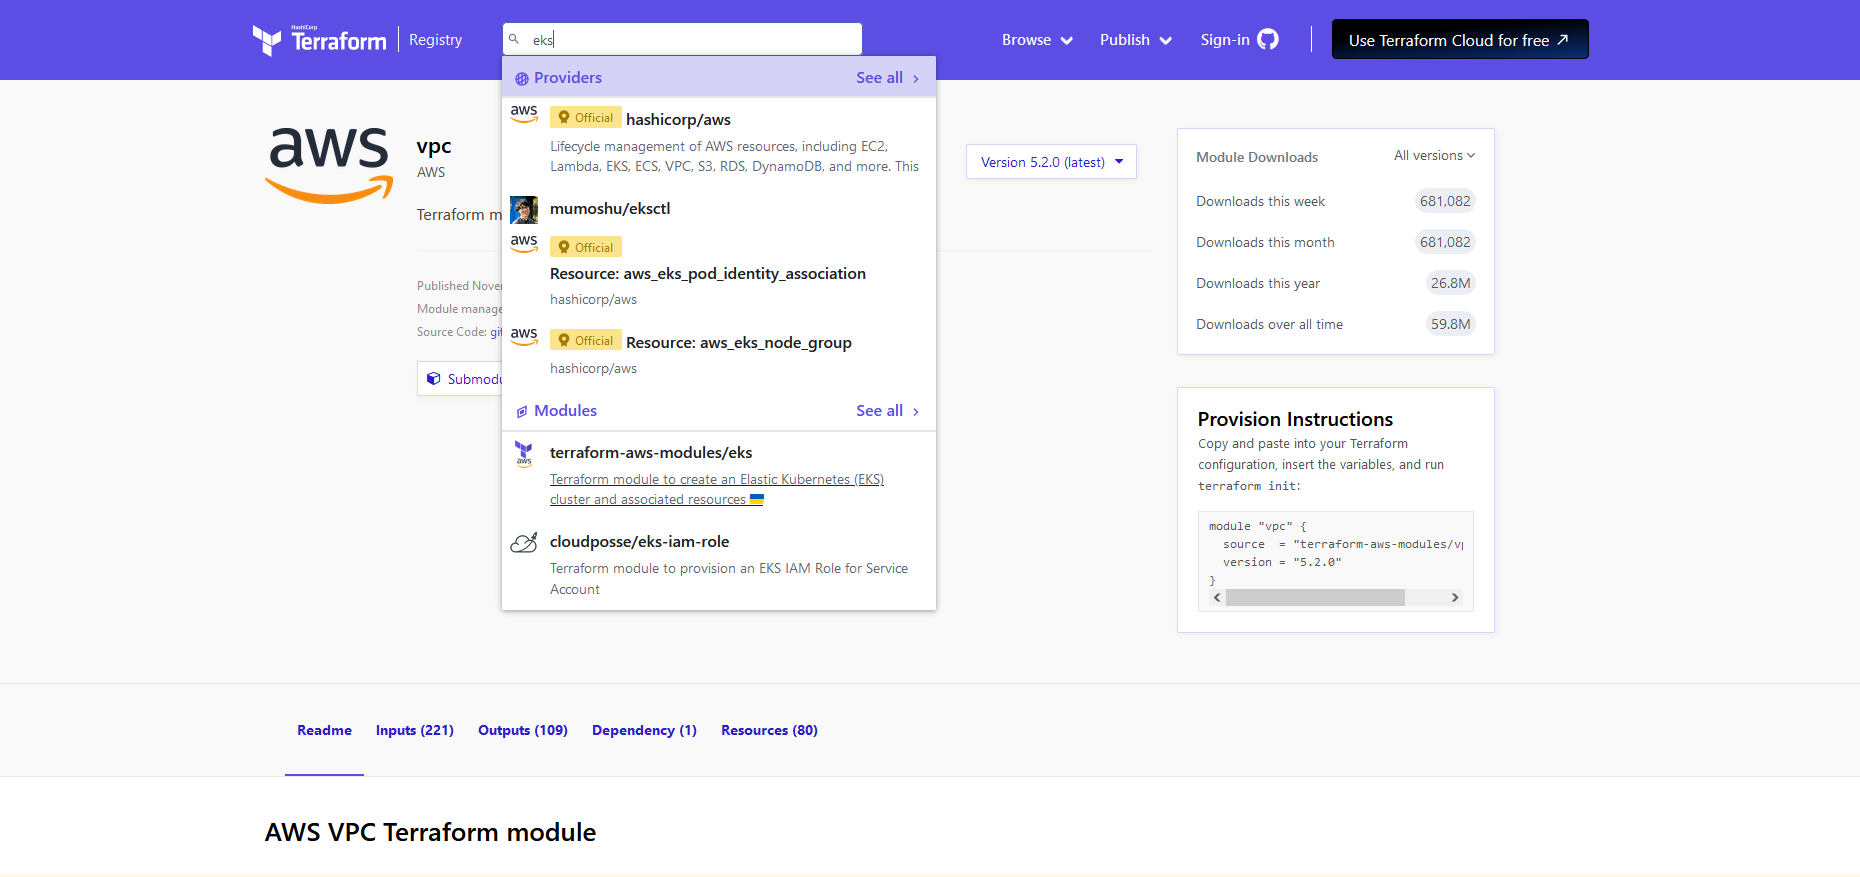 HashiCorp
Terraform
Registry
eks
Browse
Publish
Sign-in
Use Terraform Cloud for free
Providers
See all
aws
Official
hashicorp/aws
Lifecycle management of AWS resources, including EC2,
Lambda, EKS, ECS, VPC, S3, RDS, DynamoDB, and more. This
mumoshu/eksctl
aws
Official
Resource: aws_eks_pod_identity_association
hashicorp/aws
aws
Official
Resource: aws_eks_node_group
hashicorp/aws
Modules
See all
aws
terraform-aws-modules/eks
Terraform module to create an Elastic Kubernetes (EKS)
cluster and associated resources
cloudposse/eks-iam-role
Terraform module to provision an EKS IAM Role for Service
Account
aws
vpc
AWS
Terraform m
Version 5.2.0 (latest)
Published Nove
Module manage
Source Code: git
Submodu
Module Downloads
All versions
Downloads this week
681,082
Downloads this month
681,082
Downloads this year
26.8M
Downloads over all time
59.8M
Provision Instructions
Copy and paste into your Terraform
configuration, insert the variables, and run
terraform init:
module "vpc" {
source = "terraform-aws-modules/vp
version = "5.2.0"
}
Readme
Inputs (221)
Outputs (109)
Dependency (1)
Resources (80)
AWS VPC Terraform module